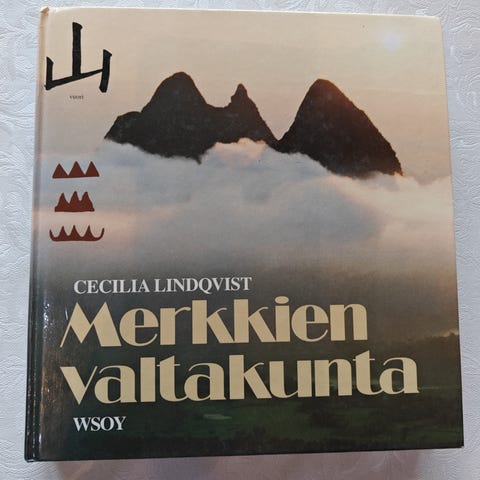 山
vuori
CECILIA LINDQVIST
Merkkien
valtakunta
WSOY